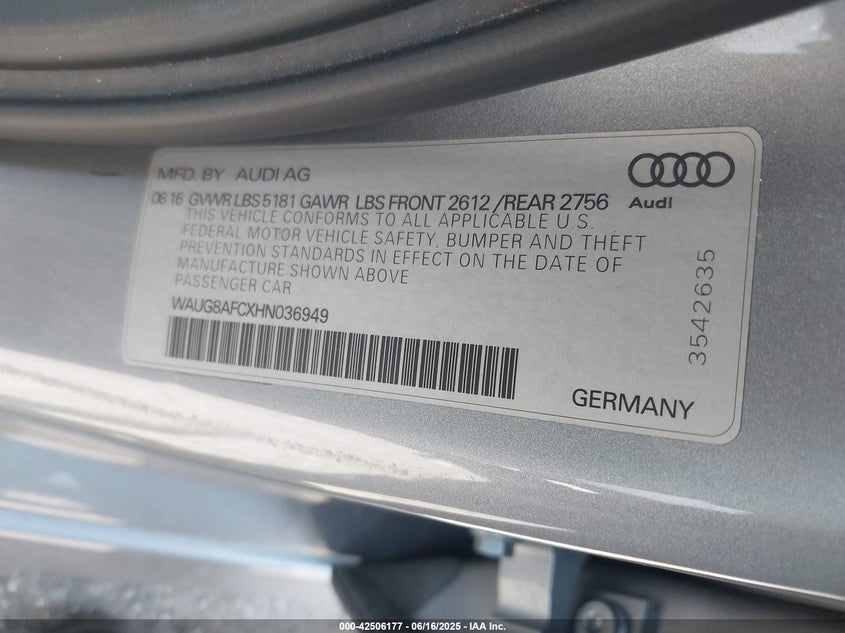 MFD. BY AUDI AG
0616 GVWR LBS 5181 GAWR LBS FRONT 2612 /REAR 2756
THIS VEHICLE CONFORMS TO ALL APPLICABLE U.S.
FEDERAL MOTOR VEHICLE SAFETY, BUMPER AND THEFT
PREVENTION STANDARDS IN EFFECT ON THE DATE OF
MANUFACTURE SHOWN ABOVE
PASSENGER CAR
WAUG8AFCXHN036949
Audi
3542635
GERMANY
000-42506177 - 06/16/2025 - IAA Inc.